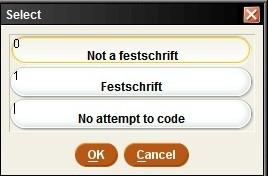 Select
0
Not a festschrift
1
Festschrift
|
No attempt to code
OK
Cancel